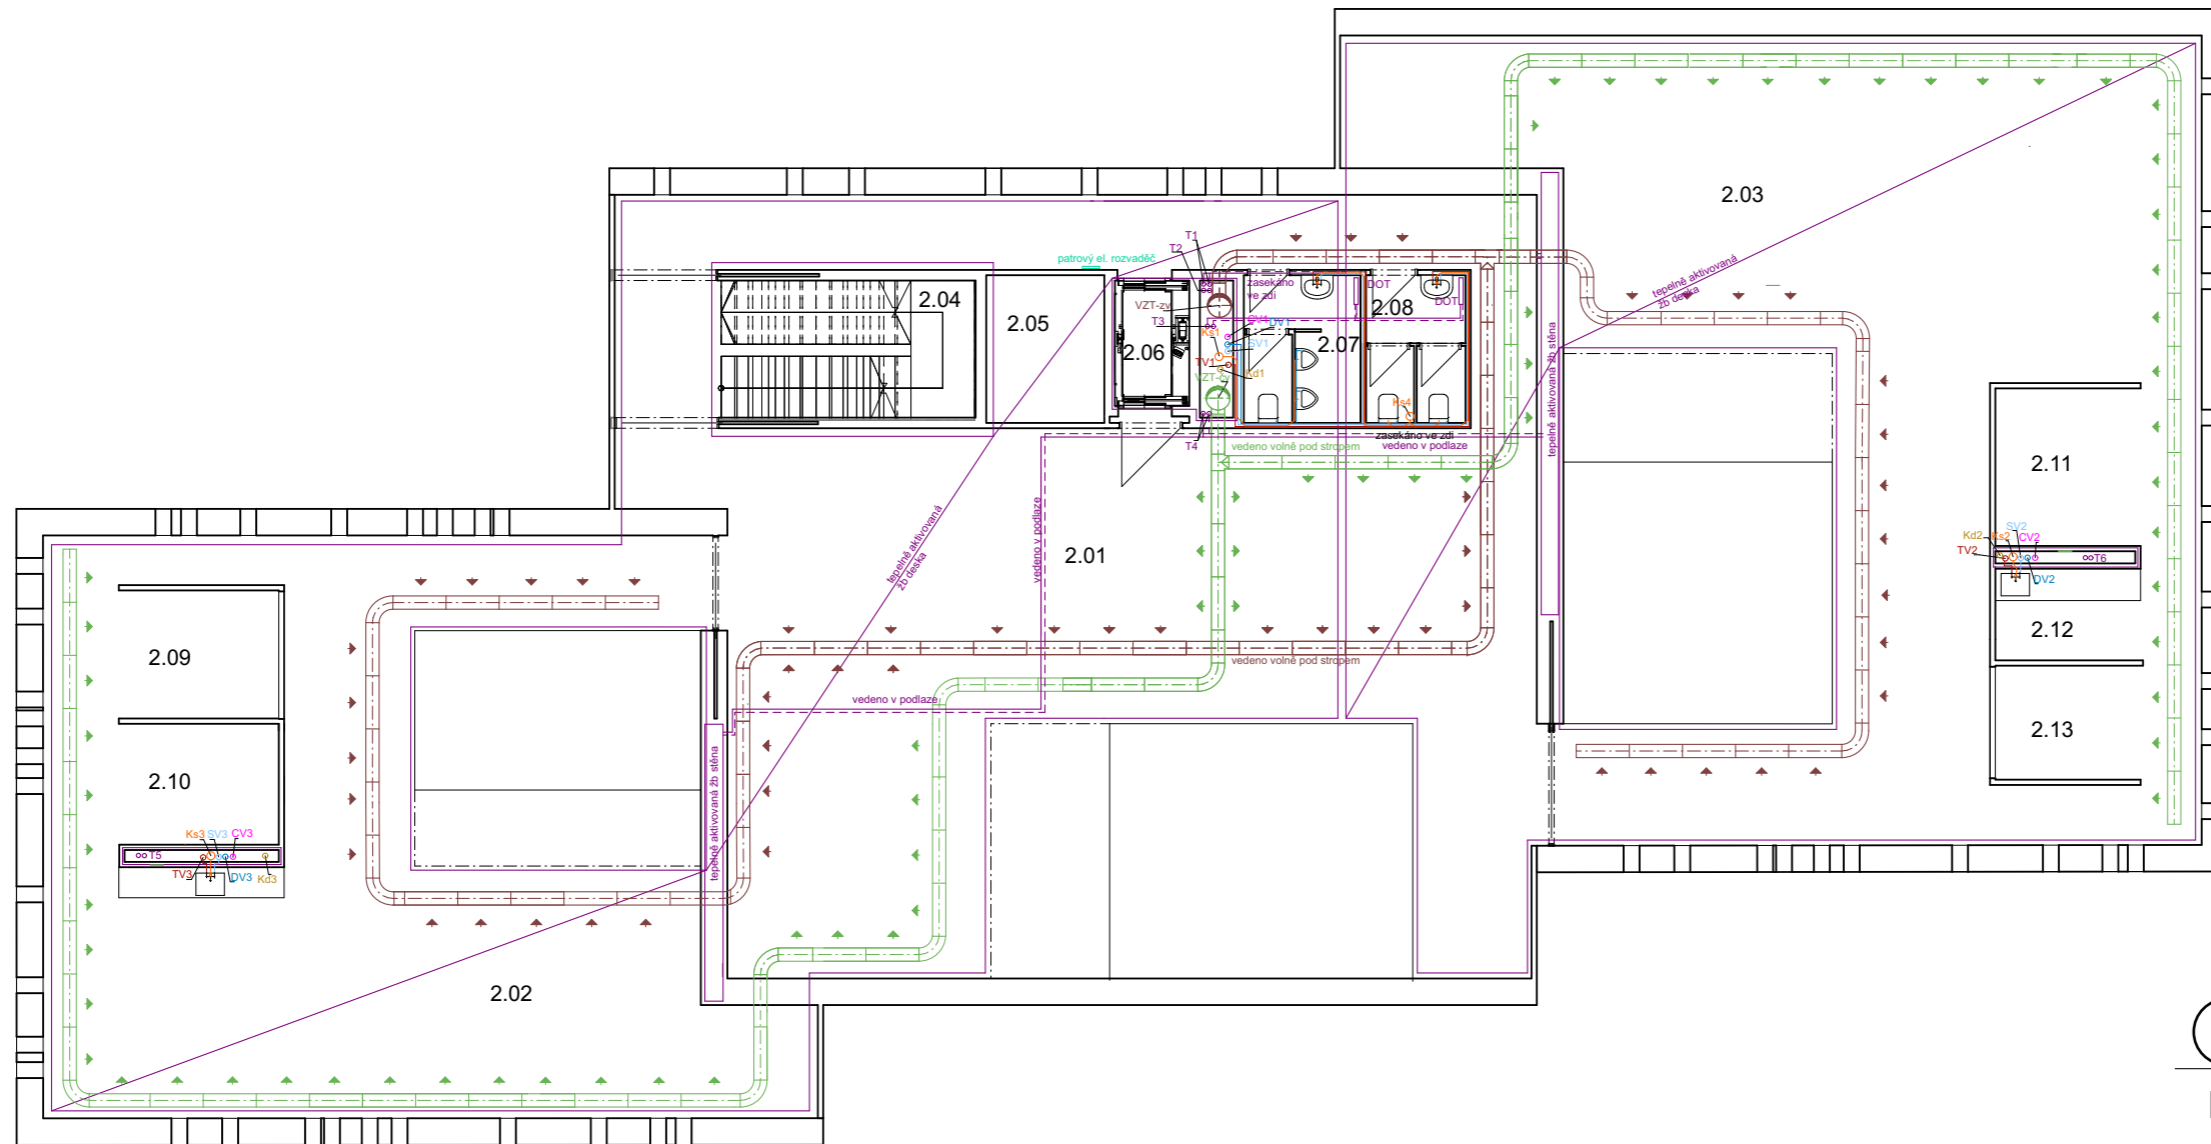 2.03
T1
T2
patrový el. rozvaděč
zasekáno
ve zdi
DOT
DOT
2.04
2.05
2.06
2.07
2.08
VZT-zv
T3
CV1
DV1
Ks1
SV1
TV1
Kd1
VZT-čv
Ks4
T4
zasekáno ve zdi
vedeno volně pod stropem
vedeno v podlaze
tepelně aktivovaná žb stěna
tepelně aktivovaná
žb deska
2.11
SV2
Kd2
Ks2
CV2
TV2
T6
DV2
2.12
2.13
2.01
tepelně aktivovaná
žb deska
vedeno v podlaze
vedeno volně pod stropem
vedeno v podlaze
2.09
2.10
tepelně aktivovaná žb stěna
Ks3
SV3
CV3
T5
TV3
DV3
Kd3
2.02